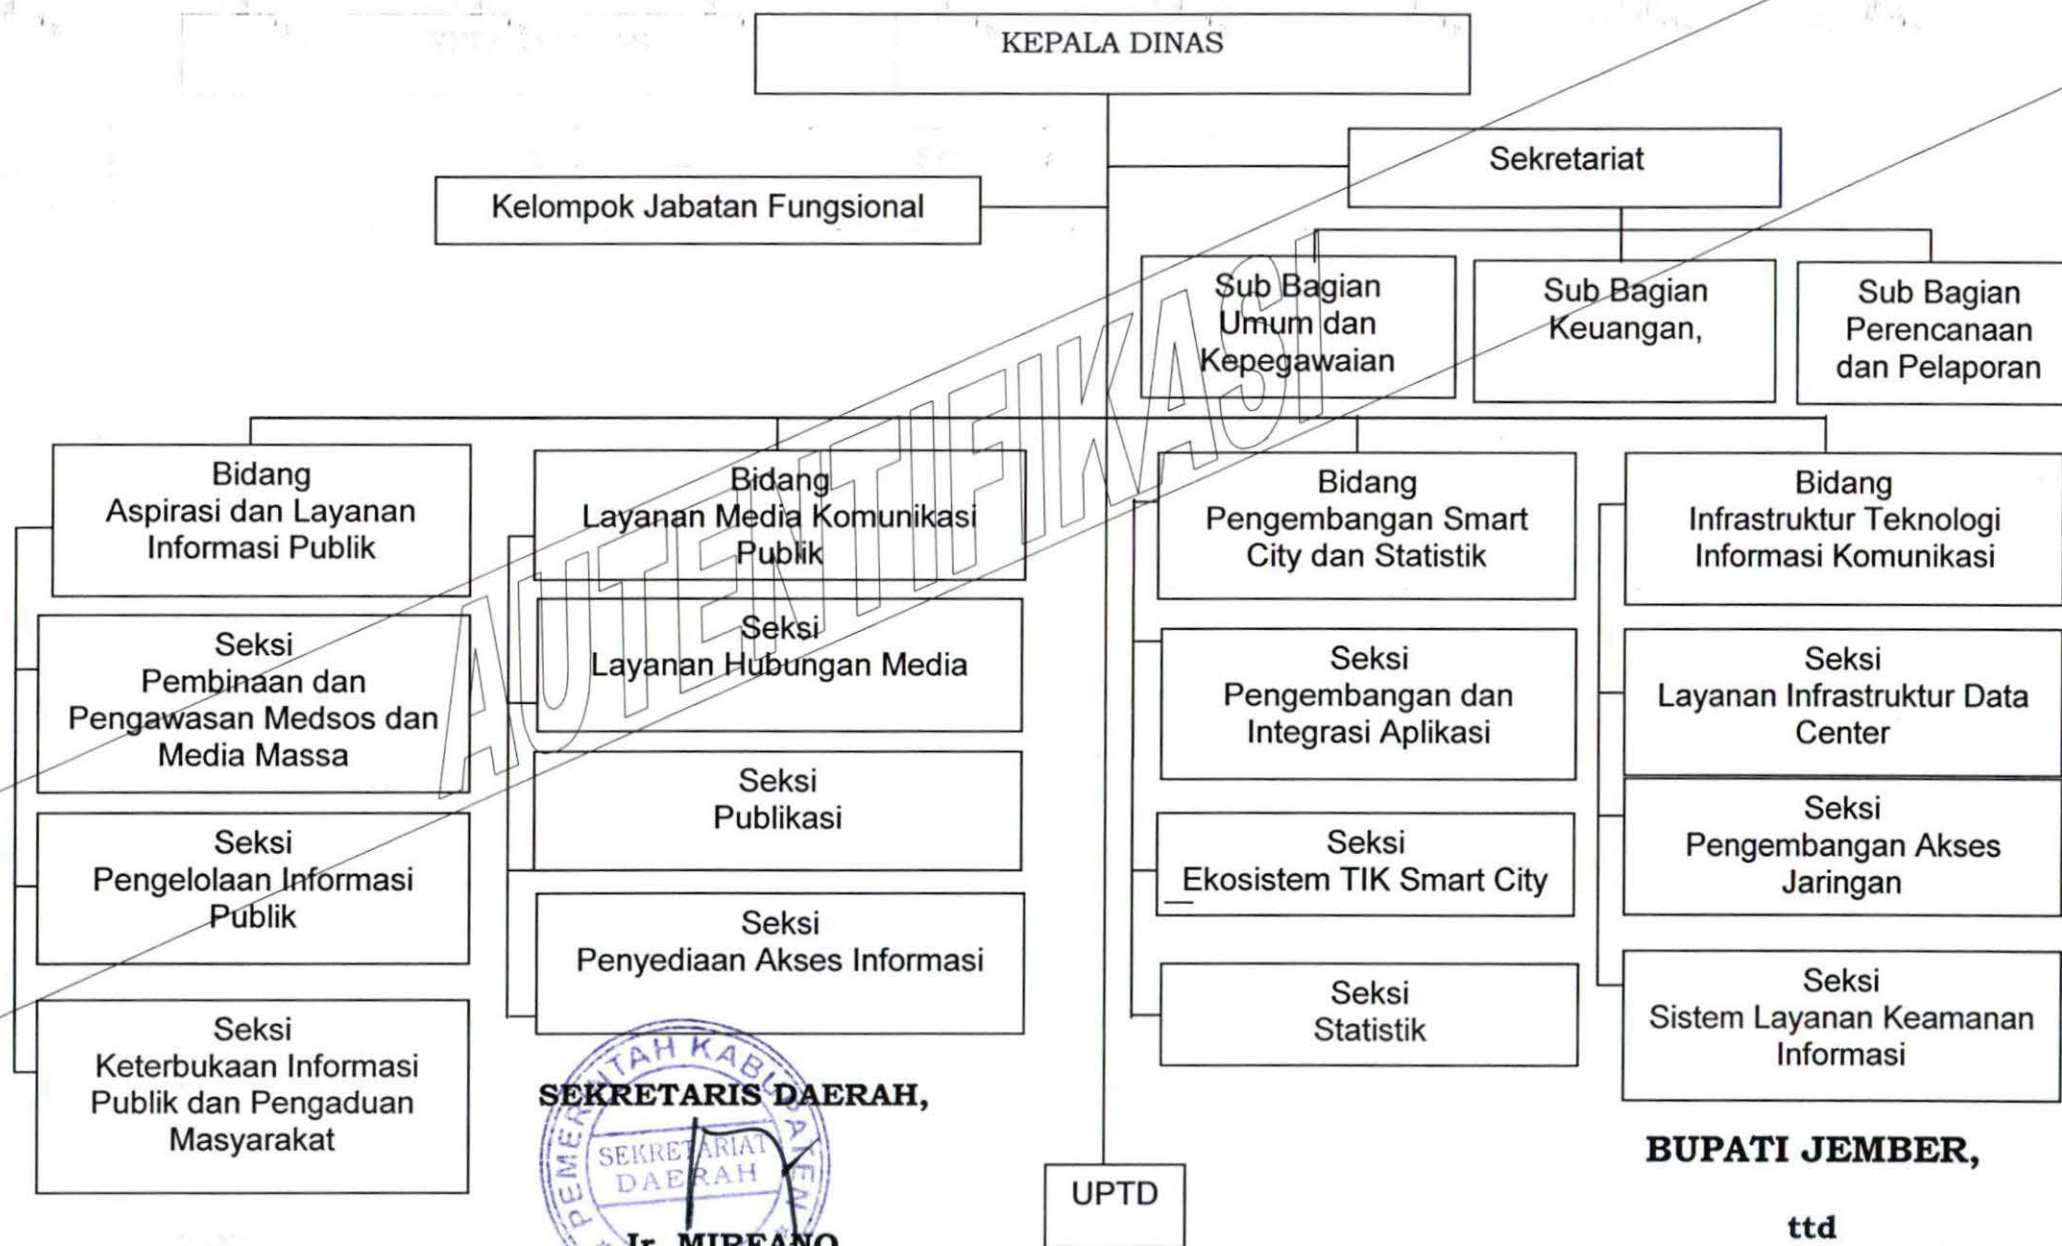 KEPALA DINAS
Sekretariat
Kelompok Jabatan Fungsional
Sub Bagian
Umum dan
Kepegawaian
Sub Bagian
Keuangan,
Sub Bagian
Perencanaan
dan Pelaporan
AUTENTIFIKASI
Bidang
Aspirasi dan Layanan
Informasi Publik
Seksi
Pembinaan dan
Pengawasan Medsos dan
Media Massa
Seksi
Pengelolaan Informasi
Publik
Seksi
Keterbukaan Informasi
Publik dan Pengaduan
Masyarakat
Bidang
Layanan Media Komunikasi
Publik
Seksi
Layanan Hubungan Media
Seksi
Publikasi
Seksi
Penyediaan Akses Informasi
Bidang
Pengembangan Smart
City dan Statistik
Seksi
Pengembangan dan
Integrasi Aplikasi
Seksi
Ekosistem TIK Smart City
Seksi
Statistik
Bidang
Infrastruktur Teknologi
Informasi Komunikasi
Seksi
Layanan Infrastruktur Data
Center
Seksi
Pengembangan Akses
Jaringan
Seksi
Sistem Layanan Keamanan
Informasi
UPTD
SEKRETARIS DAERAH,
PEMERINTAH KABUPATEN
SEKRETARIAT
DAERAH
Ir. MIRFANO
BUPATI JEMBER,
ttd